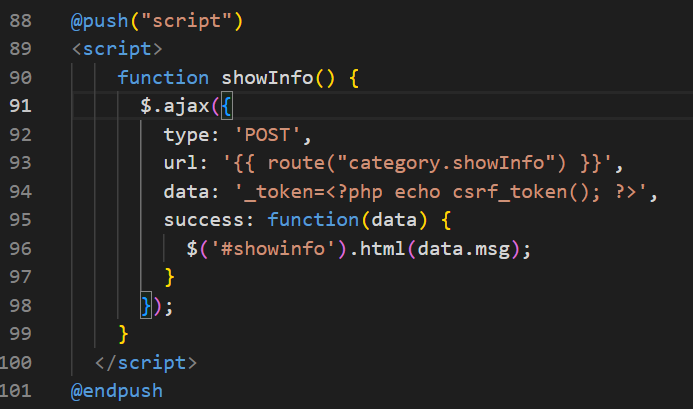 88 @push("script")
89 <script>
90 function showInfo() {
91 $.ajax({
92 type: 'POST',
93 url: '{{ route("category.showInfo") }}',
94 data: '_token=<?php echo csrf_token(); ?>',
95 success: function(data) {
96 $('#showinfo').html(data.msg);
97 }
98 });
99 }
100 </script>
101 @endpush